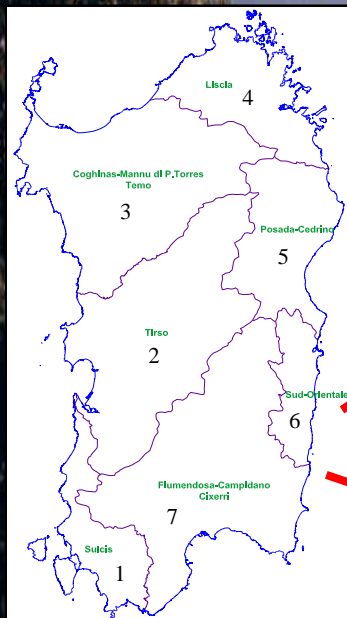 Liscia
4
Coghinas-Mannu di P.Torres
Temo
3
Posada-Cedrino
5
Tirso
2
Sud-Orientale
6
Flumendosa-Campidano
Cixerri
7
Sulcis
1